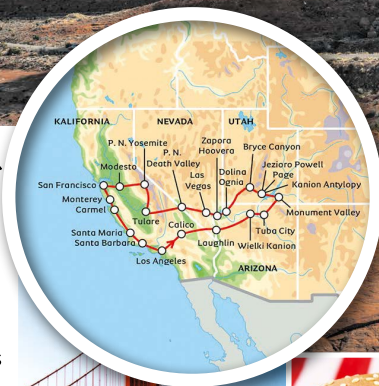 KALIFORNIA
NEVADA
UTAH
P. N. Yosemite
Modesto
P. N.
Death Valley
Las
Vegas
Zapora
Hoovera
Dolina
Ognia
Bryce Canyon
Jezioro Powell
Page
Kanion Antylopy
San Francisco
Monterey
Carmel
Tulare
Calico
Monument Valley
Santa Maria
Santa Barbara
Los Angeles
Laughlin
Wielki Kanion
Tuba City
ARIZONA